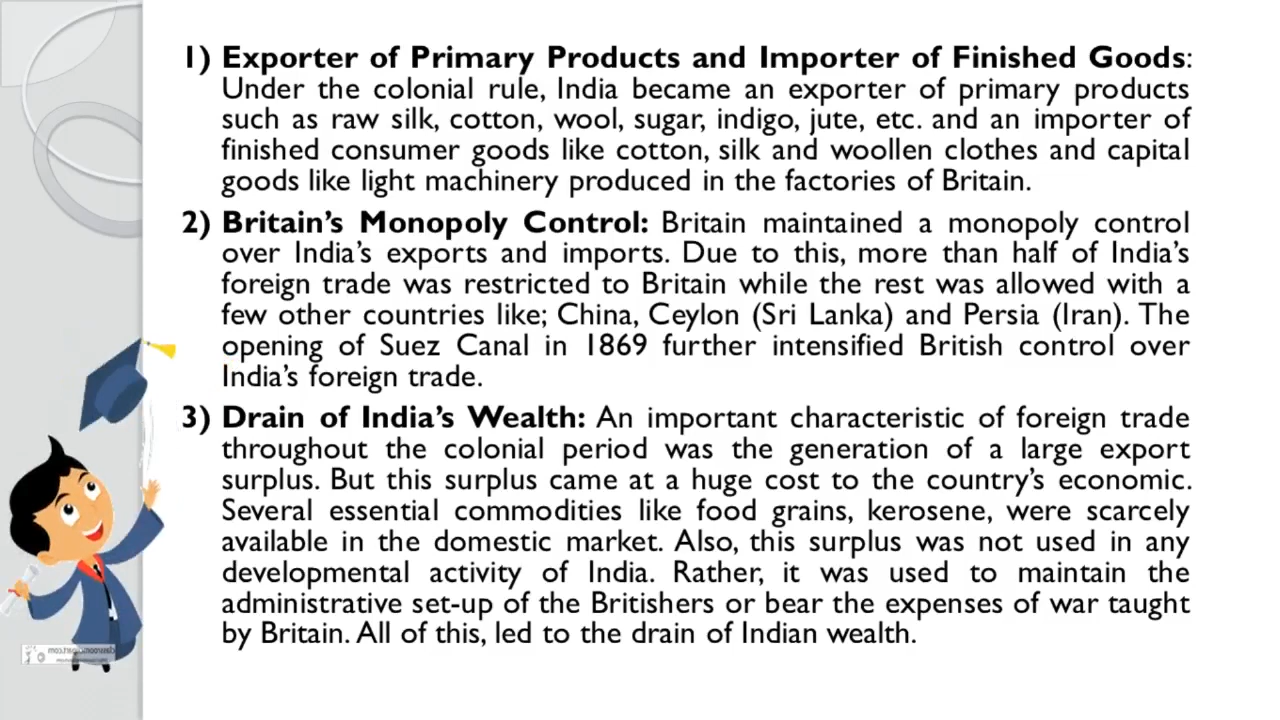 1) Exporter of Primary Products and Importer of Finished Goods:
Under the colonial rule, India became an exporter of primary products
such as raw silk, cotton, wool, sugar, indigo, jute, etc. and an importer of
finished consumer goods like cotton, silk and woollen clothes and capital
goods like light machinery produced in the factories of Britain.
2) Britain's Monopoly Control: Britain maintained a monopoly control
over India's exports and imports. Due to this, more than half of India's
foreign trade was restricted to Britain while the rest was allowed with a
few other countries like; China, Ceylon (Sri Lanka) and Persia (Iran). The
opening of Suez Canal in 1869 further intensified British control over
India's foreign trade.
3) Drain of India's Wealth: An important characteristic of foreign trade
throughout the colonial period was the generation of a large export
surplus. But this surplus came at a huge cost to the country's economic.
Several essential commodities like food grains, kerosene, were scarcely
available in the domestic market. Also, this surplus was not used in any
developmental activity of India. Rather, it was used to maintain the
administrative set-up of the Britishers or bear the expenses of war taught
by Britain. All of this, led to the drain of Indian wealth.